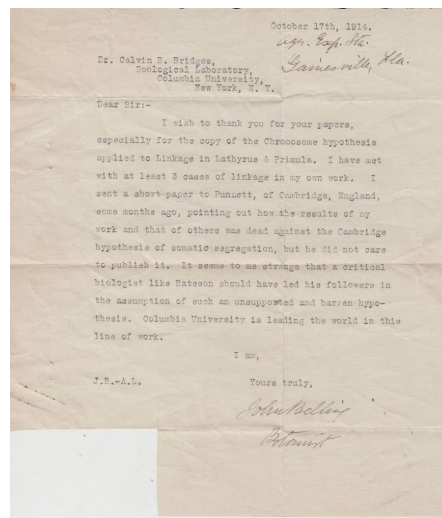 October 17th, 1914.
Agr. Exp. Sta.
Gainesville, Fla.
Dr. Calvin B. Bridges,
Zoological Laboratory,
Columbia University,
New York, N. Y.
Dear Sir:-
I wish to thank you for your papers,
especially for the copy of the Chromosome hypothesis
applied to Linkage in Lathyrus & Primula. I have met
with at least 3 cases of linkage in my own work. I
sent a short paper to Punnett, of Cambridge, England,
some months ago, pointing out how the results of my
work and that of others was dead against the Cambridge
hypothesis of somatic segregation, but he did not care
to publish it. It seems to me strange that a critical
biologist like Bateson should have led his followers in
the assumption of such an unsupported and barren hypo-
thesis. Columbia University is leading the world in this
line of work.
I am,
J.B.-A.L. Yours truly,
John Belling
Botanist